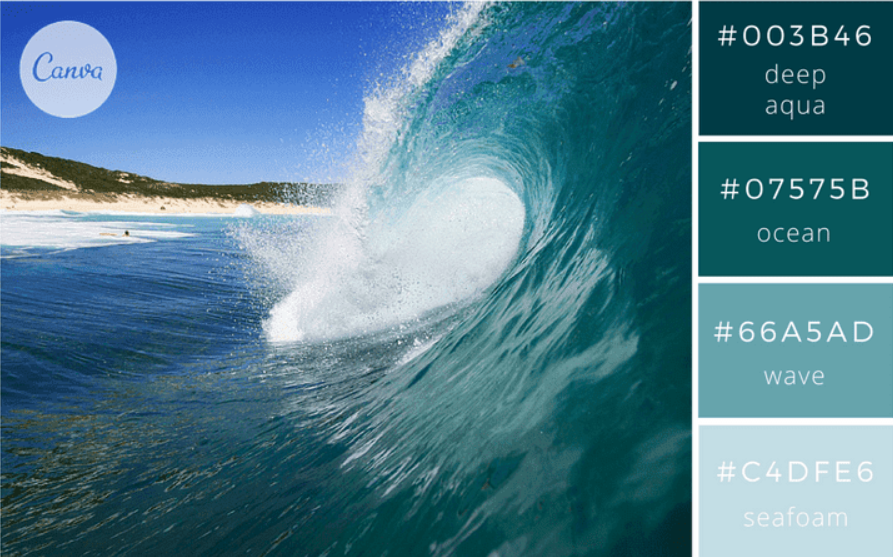 Canva
#003B46
deep
aqua
#07575B
ocean
#66A5AD
wave
#C4DFE6
seafoam